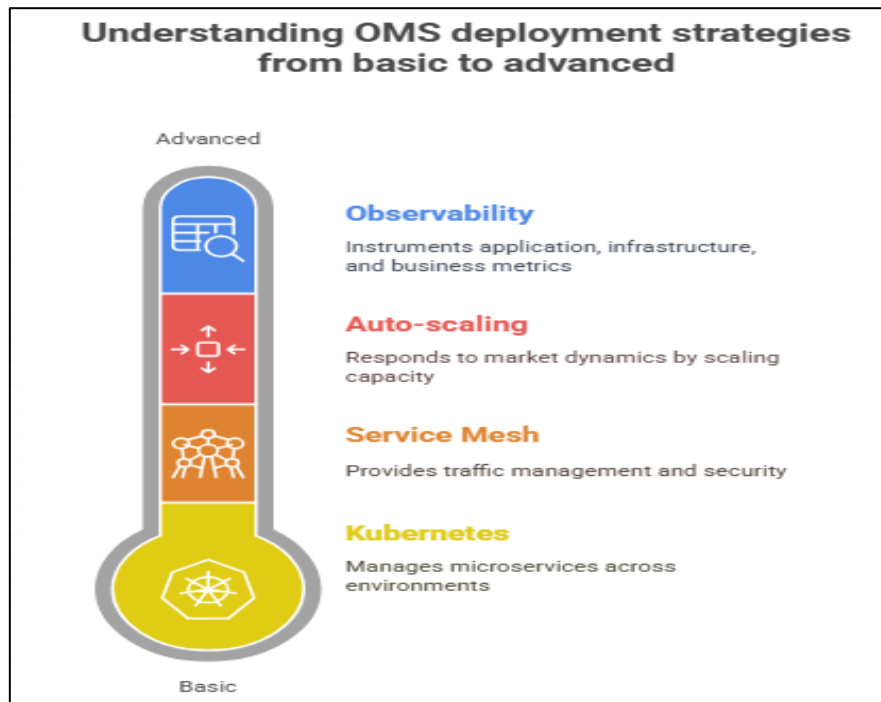 Understanding OMS deployment strategies
from basic to advanced
Advanced
Observability
Instruments application, infrastructure,
and business metrics
Auto-scaling
Responds to market dynamics by scaling
capacity
Service Mesh
Provides traffic management and security
Kubernetes
Manages microservices across
environments
Basic